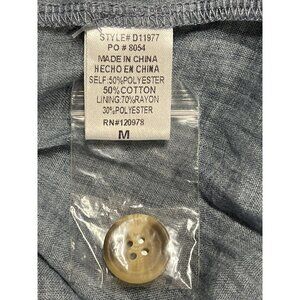 STYLE# D11977
PO # 8054
MADE IN CHINA
HECHO EN CHINA
SELF:50%POLYESTER
50%COTTON
LINING:70%RAYON
30%POLYESTER
RN#120978
M